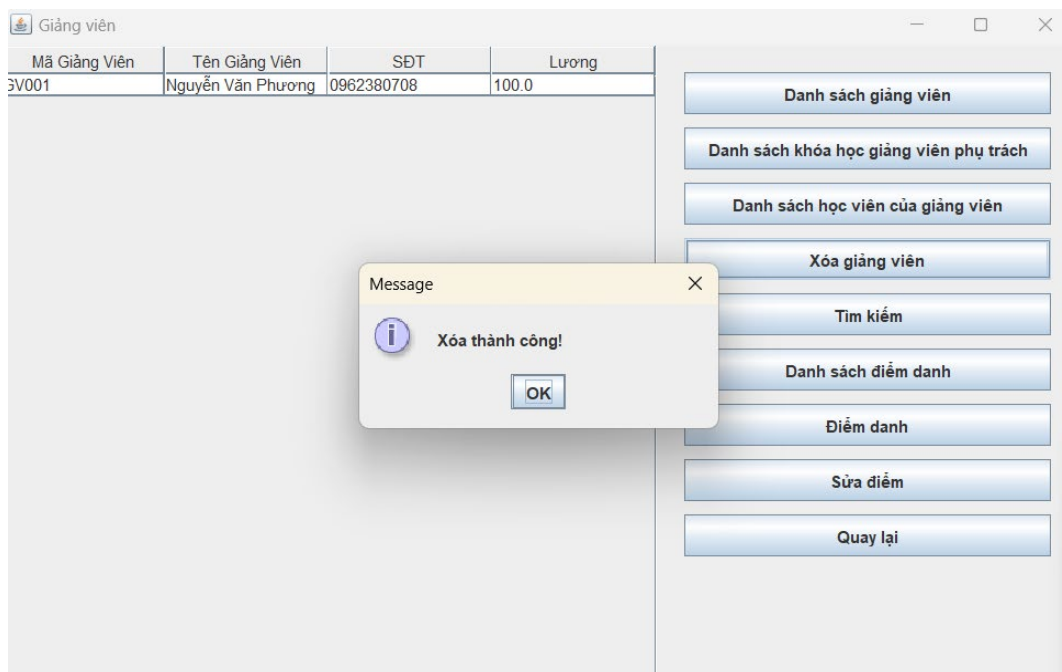 Giảng viên
Mã Giảng Viên Tên Giảng Viên SĐT Lương
GV001 Nguyễn Văn Phương 0962380708 100.0
Danh sách giảng viên
Danh sách khóa học giảng viên phụ trách
Danh sách học viên của giảng viên
Xóa giảng viên
Tìm kiếm
Danh sách điểm danh
Điểm danh
Sửa điểm
Quay lại
Message
Xóa thành công!
OK